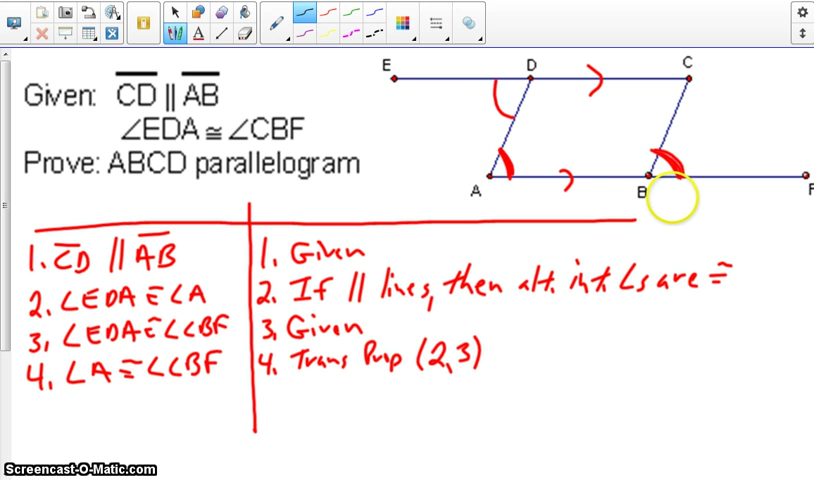 Given: CD || AB
∠EDA ≅ ∠CBF
Prove: ABCD parallelogram
E
D
C
A
B
F
1. CD // AB
1. Given
2. ∠EDA ≅ ∠A
2. If // lines, then alt. int. ∠s are ≅
3. ∠EDA ≅ ∠CBF
3. Given
4. ∠A ≅ ∠CBF
4. Trans Prop (2,3)
Screencast-O-Matic.com